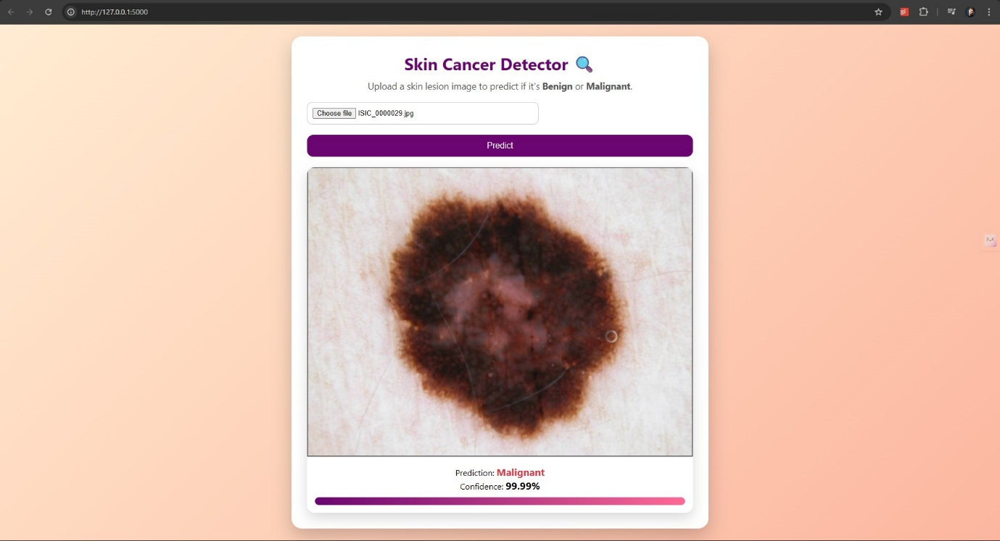 http://127.0.0.1:5000
Skin Cancer Detector
Upload a skin lesion image to predict if it's Benign or Malignant.
Choose file ISIC_0000029.jpg
Predict
Prediction: Malignant
Confidence: 99.99%